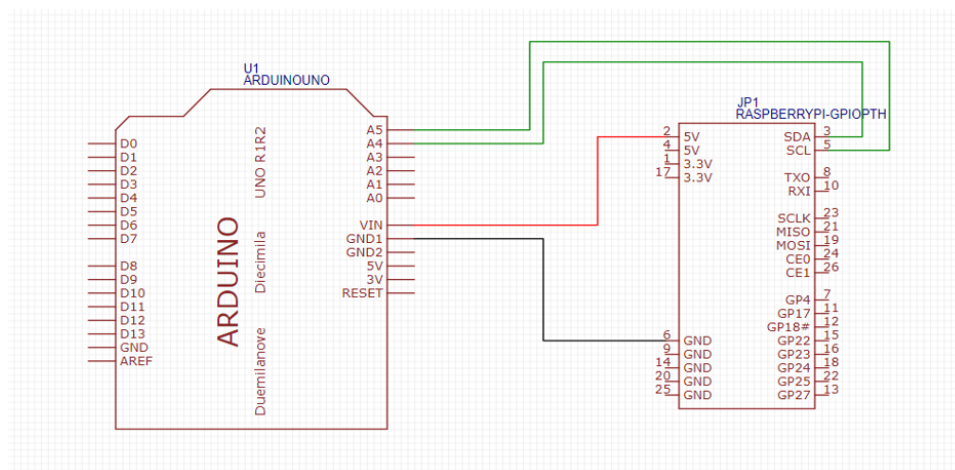 U1
ARDUINOUNO
D0
D1
D2
D3
D4
D5
D6
D7
D8
D9
D10
D11
D12
D13
GND
AREF
ARDUINO
UNO R1R2
Diecimila
Duemilanove
A5
A4
A3
A2
A1
A0
VIN
GND1
GND2
5V
3V
RESET
JP1
RASPBERRYPI-GPIOPTH
2 5V
4 5V
1 3.3V
17 3.3V
6 GND
9 GND
14 GND
20 GND
25 GND
SDA 3
SCL 5
TXO 8
RXI 10
SCLK 23
MISO 21
MOSI 19
CE0 24
CE1 26
GP4 7
GP17 11
GP18# 12
GP22 15
GP23 16
GP24 18
GP25 22
GP27 13